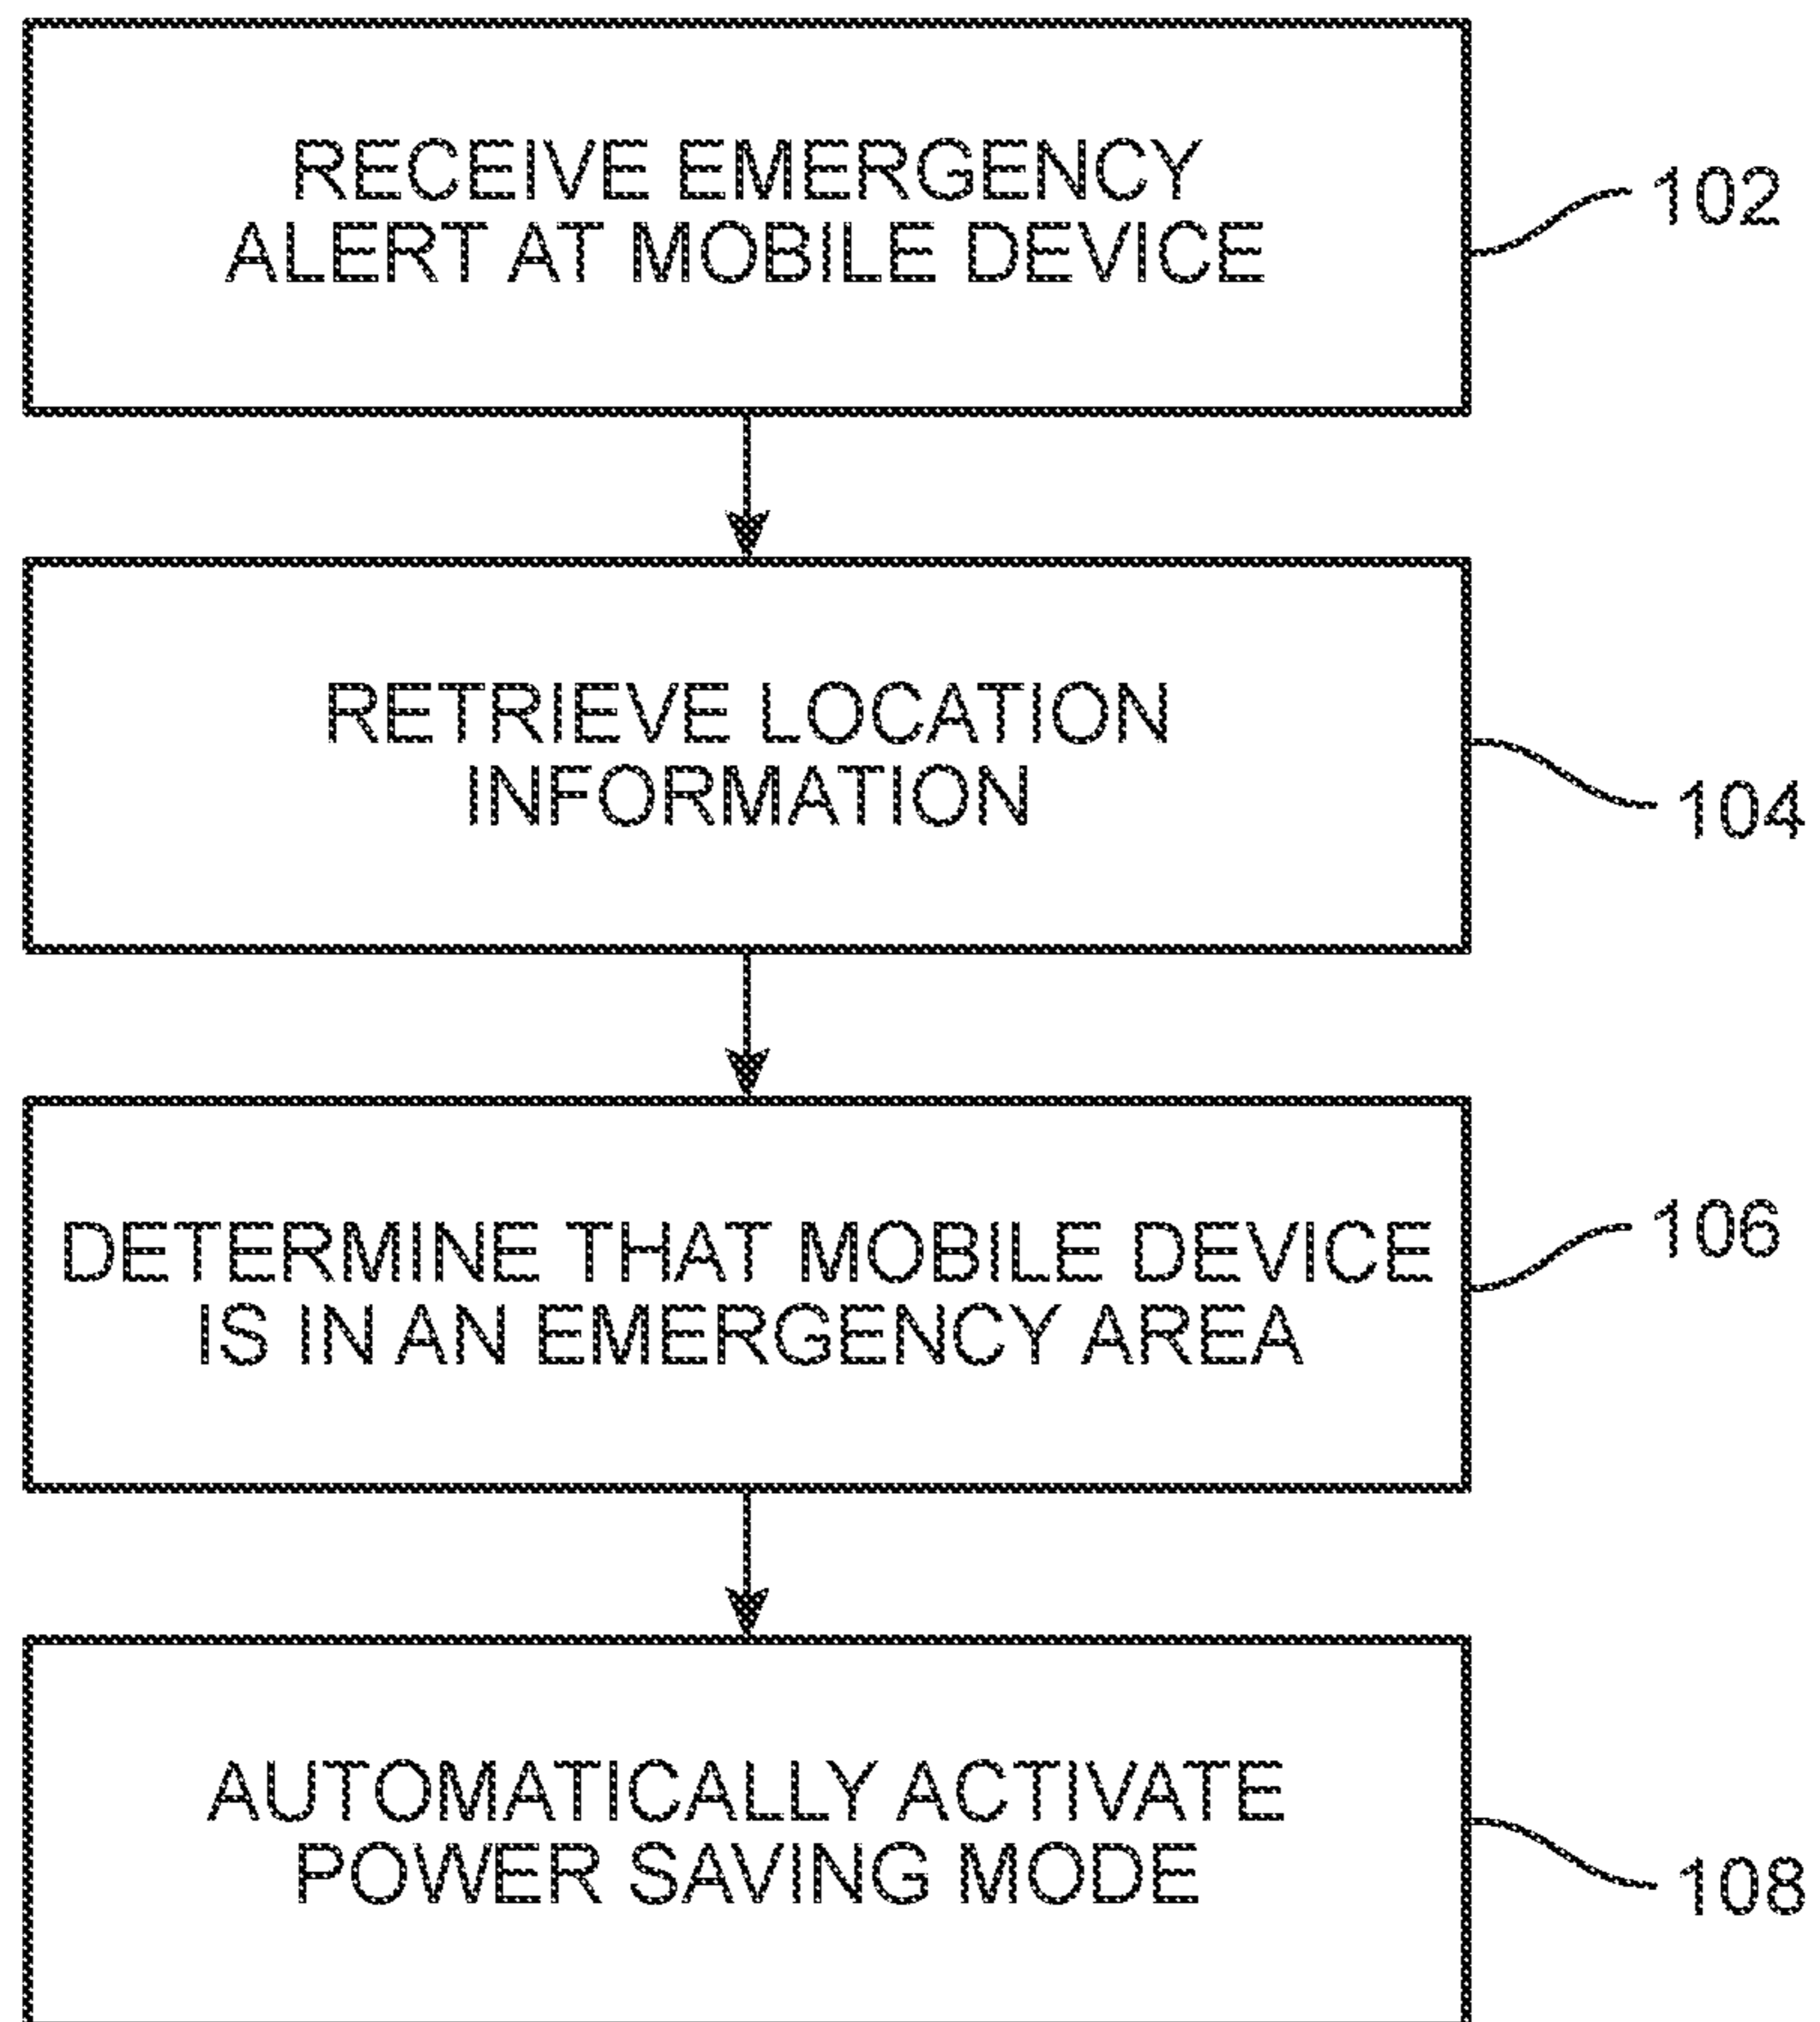 RECEIVE EMERGENCY
ALERT AT MOBILE DEVICE
102
RETRIEVE LOCATION
INFORMATION
104
DETERMINE THAT MOBILE DEVICE
IS IN AN EMERGENCY AREA
106
AUTOMATICALLY ACTIVATE
POWER SAVING MODE
108